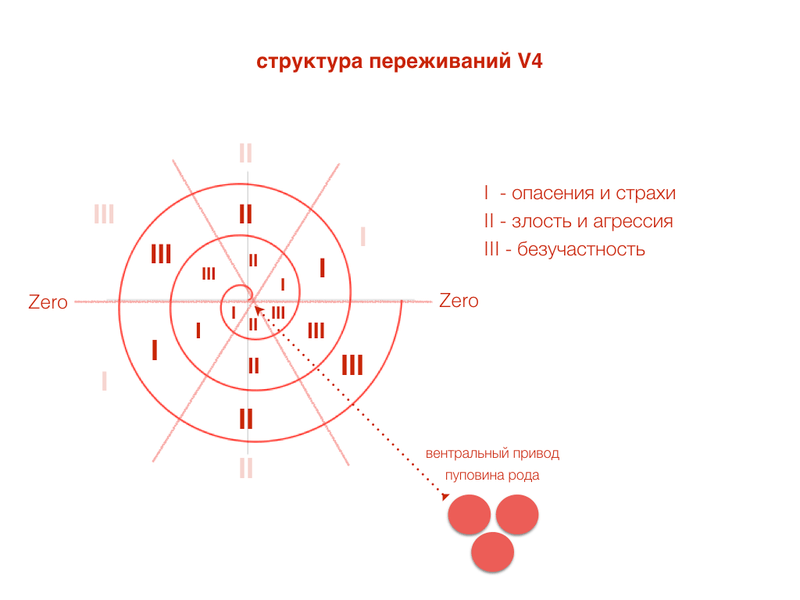 структура переживаний V4
II
III
II
I
I - опасения и страхи
II - злость и агрессия
III - безучастность
III
II
I
III
I
Zero
Zero
I
II
III
I
III
I
II
III
I
II
II
вентральный привод
пуповина рода